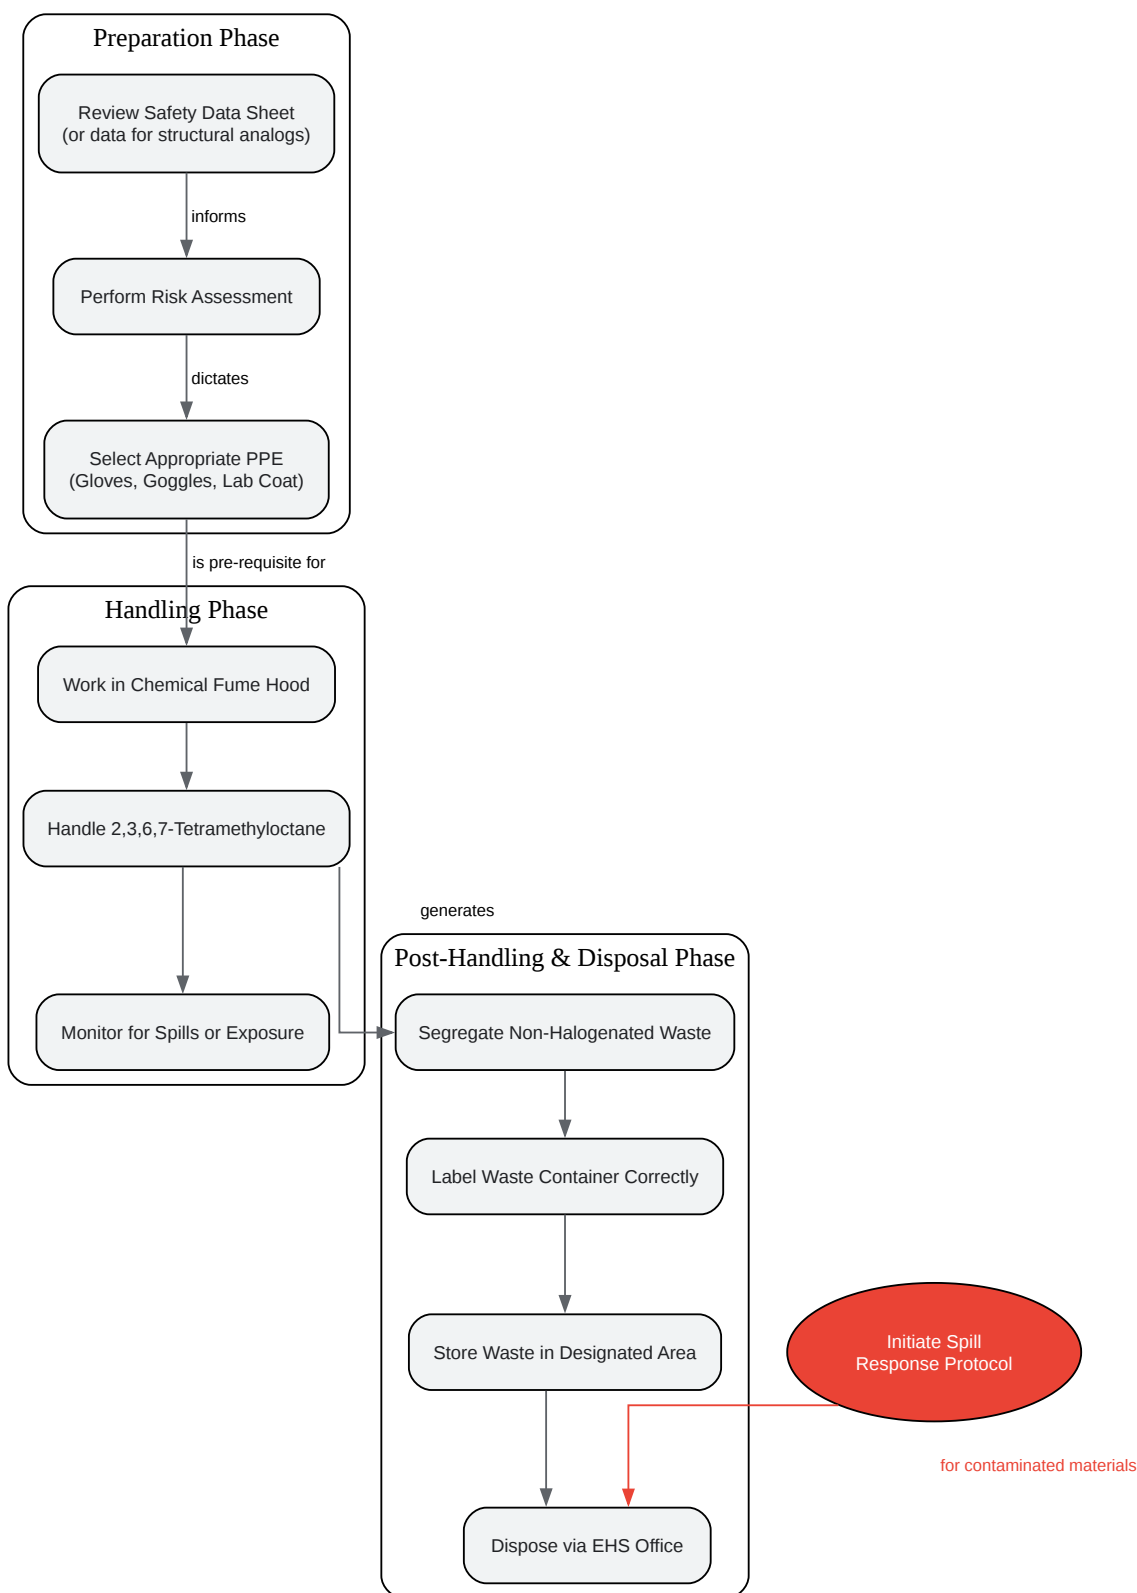 Preparation Phase
Review Safety Data Sheet
(or data for structural analogs)
informs
Perform Risk Assessment
dictates
Select Appropriate PPE
(Gloves, Goggles, Lab Coat)
is pre-requisite for
Handling Phase
Work in Chemical Fume Hood
Handle 2,3,6,7-Tetramethyloctane
generates
Post-Handling & Disposal Phase
Monitor for Spills or Exposure
Segregate Non-Halogenated Waste
Label Waste Container Correctly
Store Waste in Designated Area
Initiate Spill
Response Protocol
for contaminated materials
Dispose via EHS Office